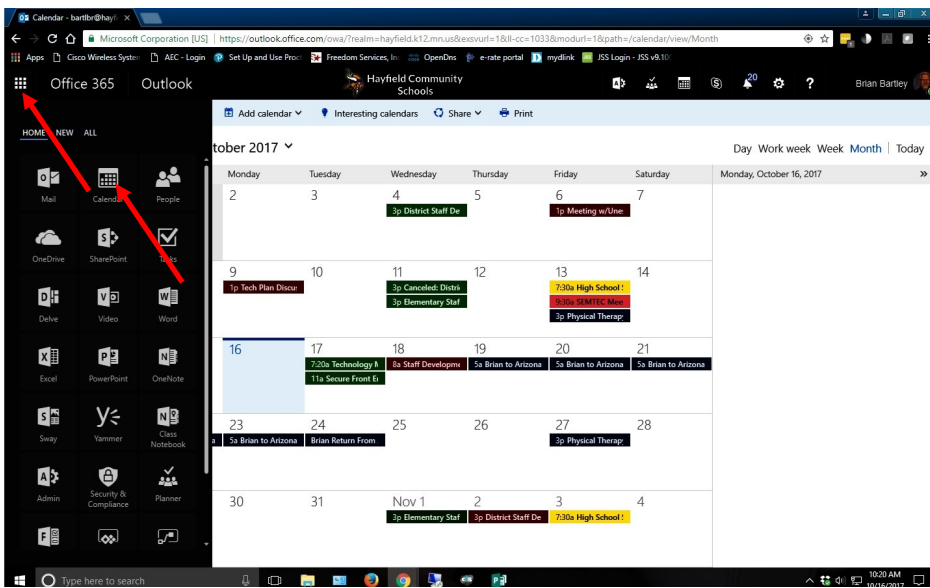 Calendar - bartlbr@hayfi
Microsoft Corporation [US] | https://outlook.office.com/owa/?realm=hayfield.k12.mn.us&exsvurl=1&ll-cc=1033&modurl=1&path=/calendar/view/Month
Apps Cisco Wireless System AEC - Login Set Up and Use Proc Freedom Services, Inc OpenDns e-rate portal mydlink JSS Login - JSS v9.10
Office 365 Outlook Hayfield Community Schools 20 ? Brian Bartley
Add calendar Interesting calendars Share Print
HOME NEW ALL
tober 2017 Day Work week Week Month Today
Monday Tuesday Wednesday Thursday Friday Saturday Monday, October 16, 2017
Mail Calendar People
2 3 4 5 6 7
3p District Staff De 1p Meeting w/Une
OneDrive SharePoint Tasks
9 10 11 12 13 14
1p Tech Plan Discus 3p Canceled: Distri 7:30a High School S
3p Elementary Staf 9:30a SEMTEC Mee
3p Physical Therapy
Delve Video Word
16 17 18 19 20 21
7:20a Technology M 8a Staff Developme 5a Brian to Arizona 5a Brian to Arizona 5a Brian to Arizona
11a Secure Front E
Excel PowerPoint OneNote
23 24 25 26 27 28
5a Brian to Arizona Brian Return From 3p Physical Therapy
Sway Yammer Class Notebook
30 31 Nov 1 2 3 4
3p Elementary Staf 3p District Staff De 7:30a High School S
Admin Security & Compliance Planner
Type here to search
10:20 AM
10/16/2017